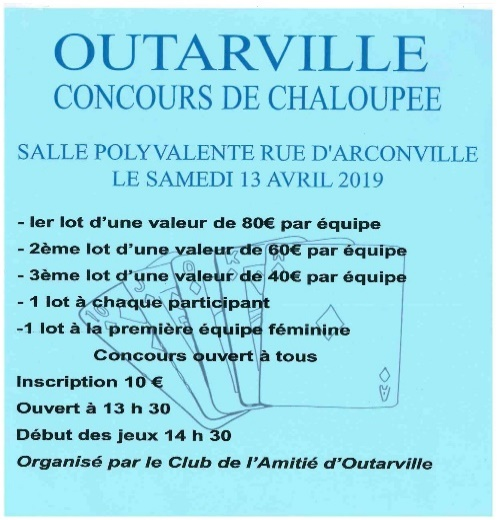 OUTARVILLE
CONCOURS DE CHALOUPEE
SALLE POLYVALENTE RUE D'ARCONVILLE
LE SAMEDI 13 AVRIL 2019
- 1er lot d’une valeur de 80€ par équipe
- 2ème lot d’une valeur de 60€ par équipe
- 3ème lot d’une valeur de 40€ par équipe
- 1 lot à chaque participant
-1 lot à la première équipe féminine
Concours ouvert à tous
Inscription 10 €
Ouvert à 13 h 30
Début des jeux 14 h 30
Organisé par le Club de l’Amitié d’Outarville